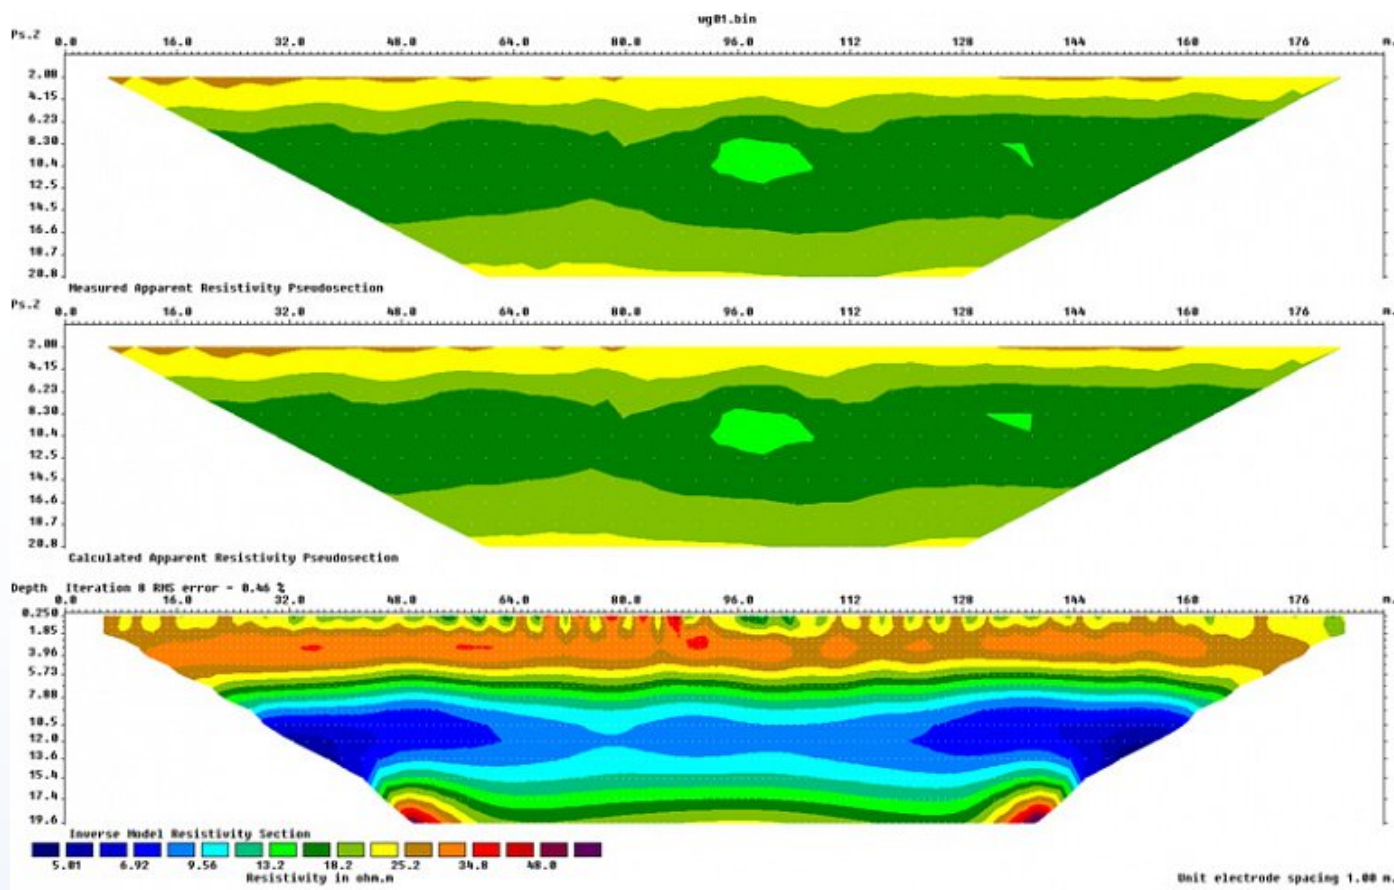 wg01.bin
Ps.Z 0.0 16.0 32.0 48.0 64.0 80.0 96.0 112 128 144 160 176 m.
2.08
4.15
6.23
8.30
10.4
12.5
14.5
16.6
18.7
20.8
Measured Apparent Resistivity Pseudosection
Ps.Z 0.0 16.0 32.0 48.0 64.0 80.0 96.0 112 128 144 160 176 m.
2.08
4.15
6.23
8.30
10.4
12.5
14.5
16.6
18.7
20.8
Calculated Apparent Resistivity Pseudosection
Depth Iteration 8 RMS error = 0.46 %
0.0 16.0 32.0 48.0 64.0 80.0 96.0 112 128 144 160 176 m.
0.250
1.85
3.96
5.73
7.88
10.5
12.0
13.6
15.4
17.4
19.6
Inverse Model Resistivity Section
5.01 6.92 9.56 13.2 18.2 25.2 34.8 48.0
Resistivity in ohm.m
Unit electrode spacing 1.00 m.